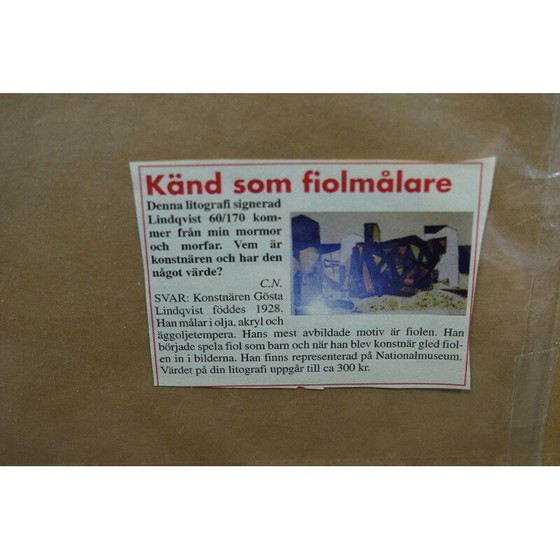 Känd som fiolmålare
Denna litografi signerad
Lindqvist 60/170 kom-
mer från min mormor
och morfar. Vem är
konstnären och har den
något värde?
C.N.
SVAR: Konstnären Gösta
Lindqvist föddes 1928.
Han målar i olja, akryl och
äggoljetempera. Hans mest avbildade motiv är fiolen. Han
började spela fiol som barn och när han blev konstnär gled fiol-
en in i bilderna. Han finns representerad på Nationalmuseum.
Värdet på din litografi uppgår till ca 300 kr.